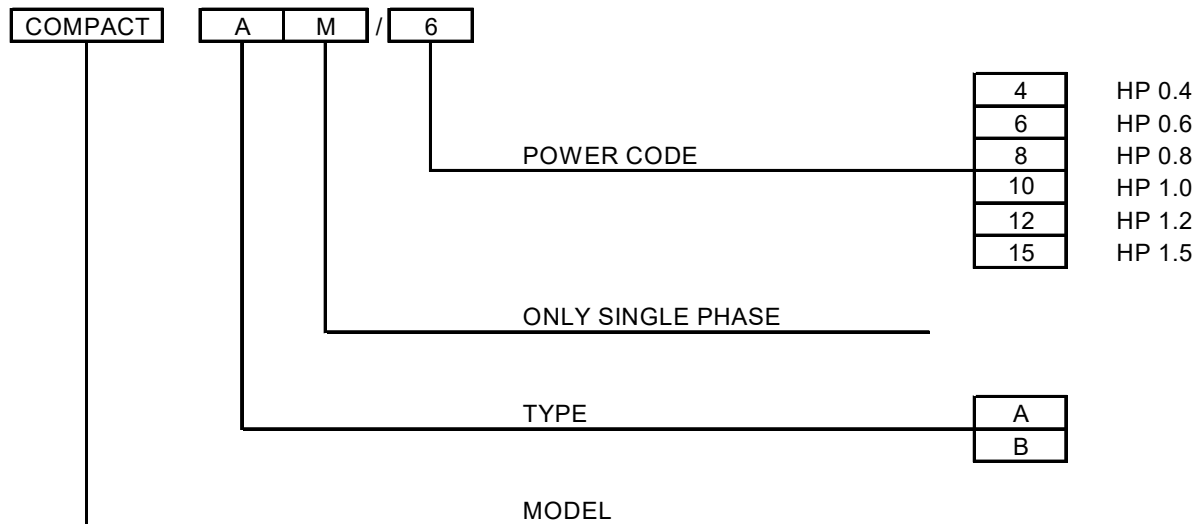 COMPACT A M / 6
4 HP 0.4
6 HP 0.6
POWER CODE 8 HP 0.8
10 HP 1.0
12 HP 1.2
15 HP 1.5
ONLY SINGLE PHASE
TYPE A
B
MODEL